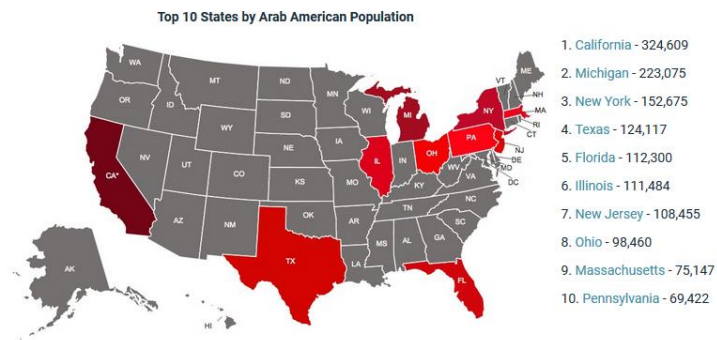 Top 10 States by Arab American Population
1. California - 324,609
2. Michigan - 223,075
3. New York - 152,675
4. Texas - 124,117
5. Florida - 112,300
6. Illinois - 111,484
7. New Jersey - 108,455
8. Ohio - 98,460
9. Massachusetts - 75,147
10. Pennsylvania - 69,422
WA
MT
ND
MN
VT
ME
OR
ID
SD
WI
MI
NY
NH
MA
WY
RI
CT
IA
NE
PA
NJ
NV
UT
CO
IL
IN
OH
DE
MD
DC
CA*
KS
MO
WV
VA
KY
NC
TN
AZ
NM
OK
AR
SC
MS
AL
GA
TX
LA
FL
AK
HI